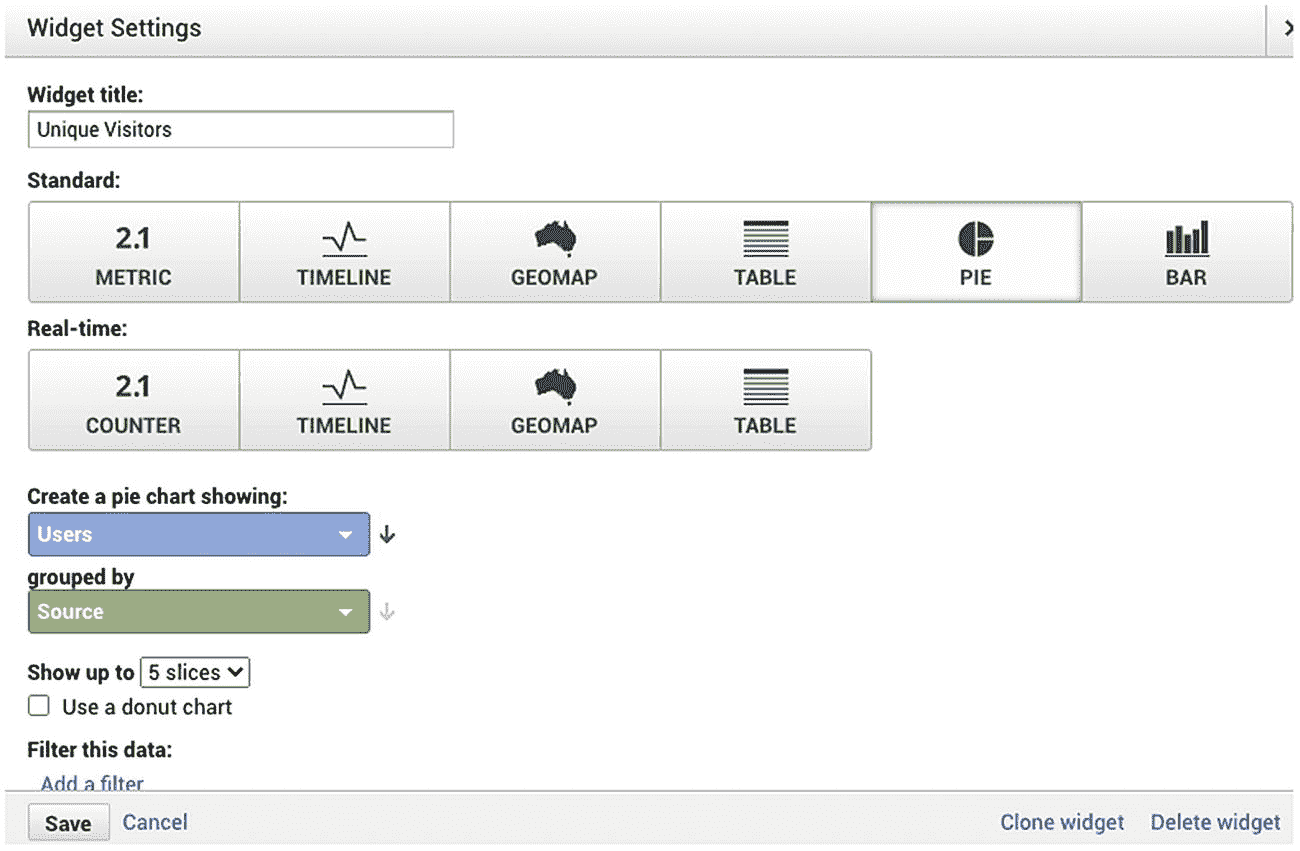 Widget Settings
Widget title:
Unique Visitors
Standard:
2.1
METRIC TIMELINE GEOMAP TABLE PIE BAR
Real-time:
2.1
COUNTER TIMELINE GEOMAP TABLE
Create a pie chart showing:
Users
grouped by
Source
Show up to 5 slices
Use a donut chart
Filter this data:
Add a filter
Save Cancel Clone widget Delete widget